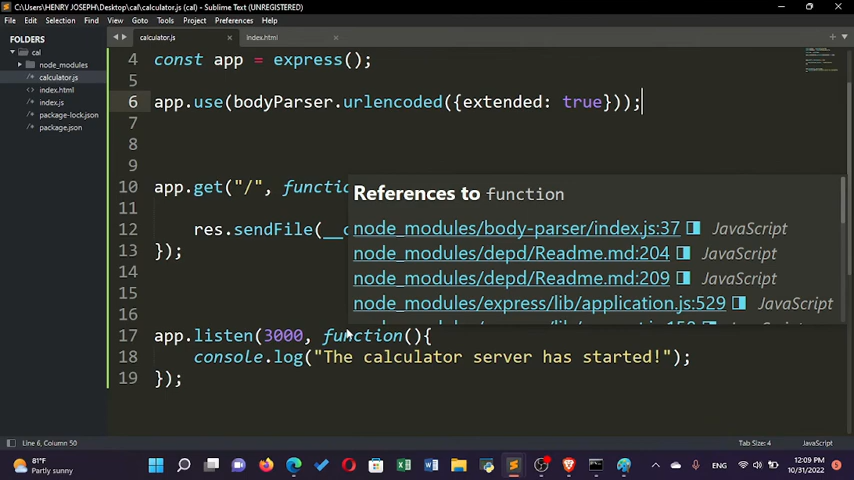 C:\Users\HENRY JOSEPH\Desktop\cal\calculator.js (cal) - Sublime Text (UNREGISTERED)
File Edit Selection Find View Goto Tools Project Preferences Help
FOLDERS
cal
node_modules
calculator.js
index.html
index.js
package-lock.json
package.json
calculator.js
index.html
4 const app = express();
5
6 app.use(bodyParser.urlencoded({extended: true}));
7
8
9
10 app.get("/", functio
11
12 res.sendFile(__
13 });
14
15
16
17 app.listen(3000, function(){
18 console.log("The calculator server has started!");
19 });
References to function
node_modules/body-parser/index.js:37 JavaScript
node_modules/depd/Readme.md:204 JavaScript
node_modules/depd/Readme.md:209 JavaScript
node_modules/express/lib/application.js:529 JavaScript
Line 6, Column 50
Tab Size: 4
JavaScript
81°F
Partly sunny
ENG
12:09 PM
10/31/2022
5